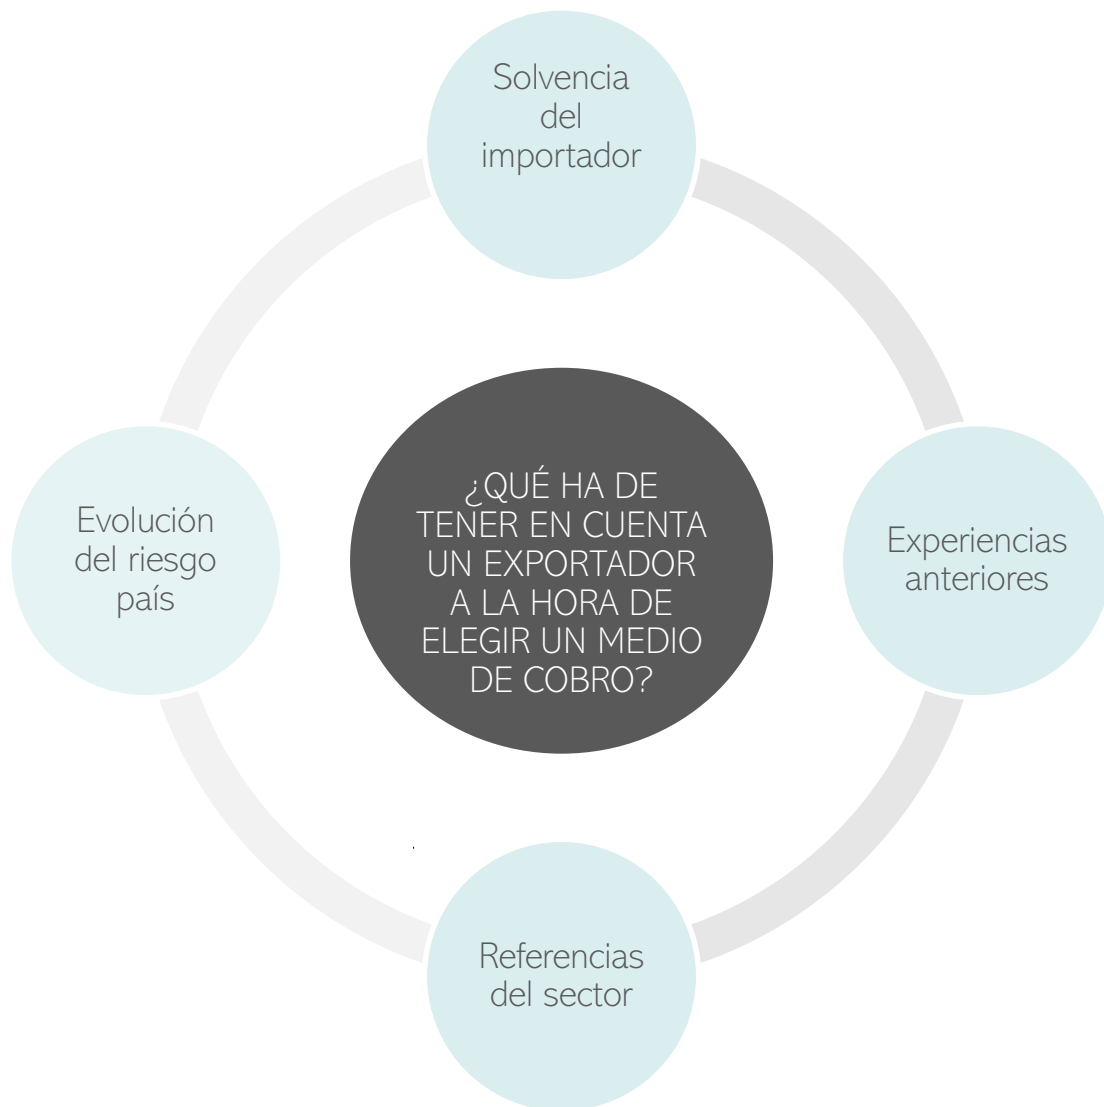 Solvencia
del
importador
¿QUÉ HA DE
TENER EN CUENTA
UN EXPORTADOR
A LA HORA DE
ELEGIR UN MEDIO
DE COBRO?
Evolución
del riesgo
país
Experiencias
anteriores
Referencias
del sector